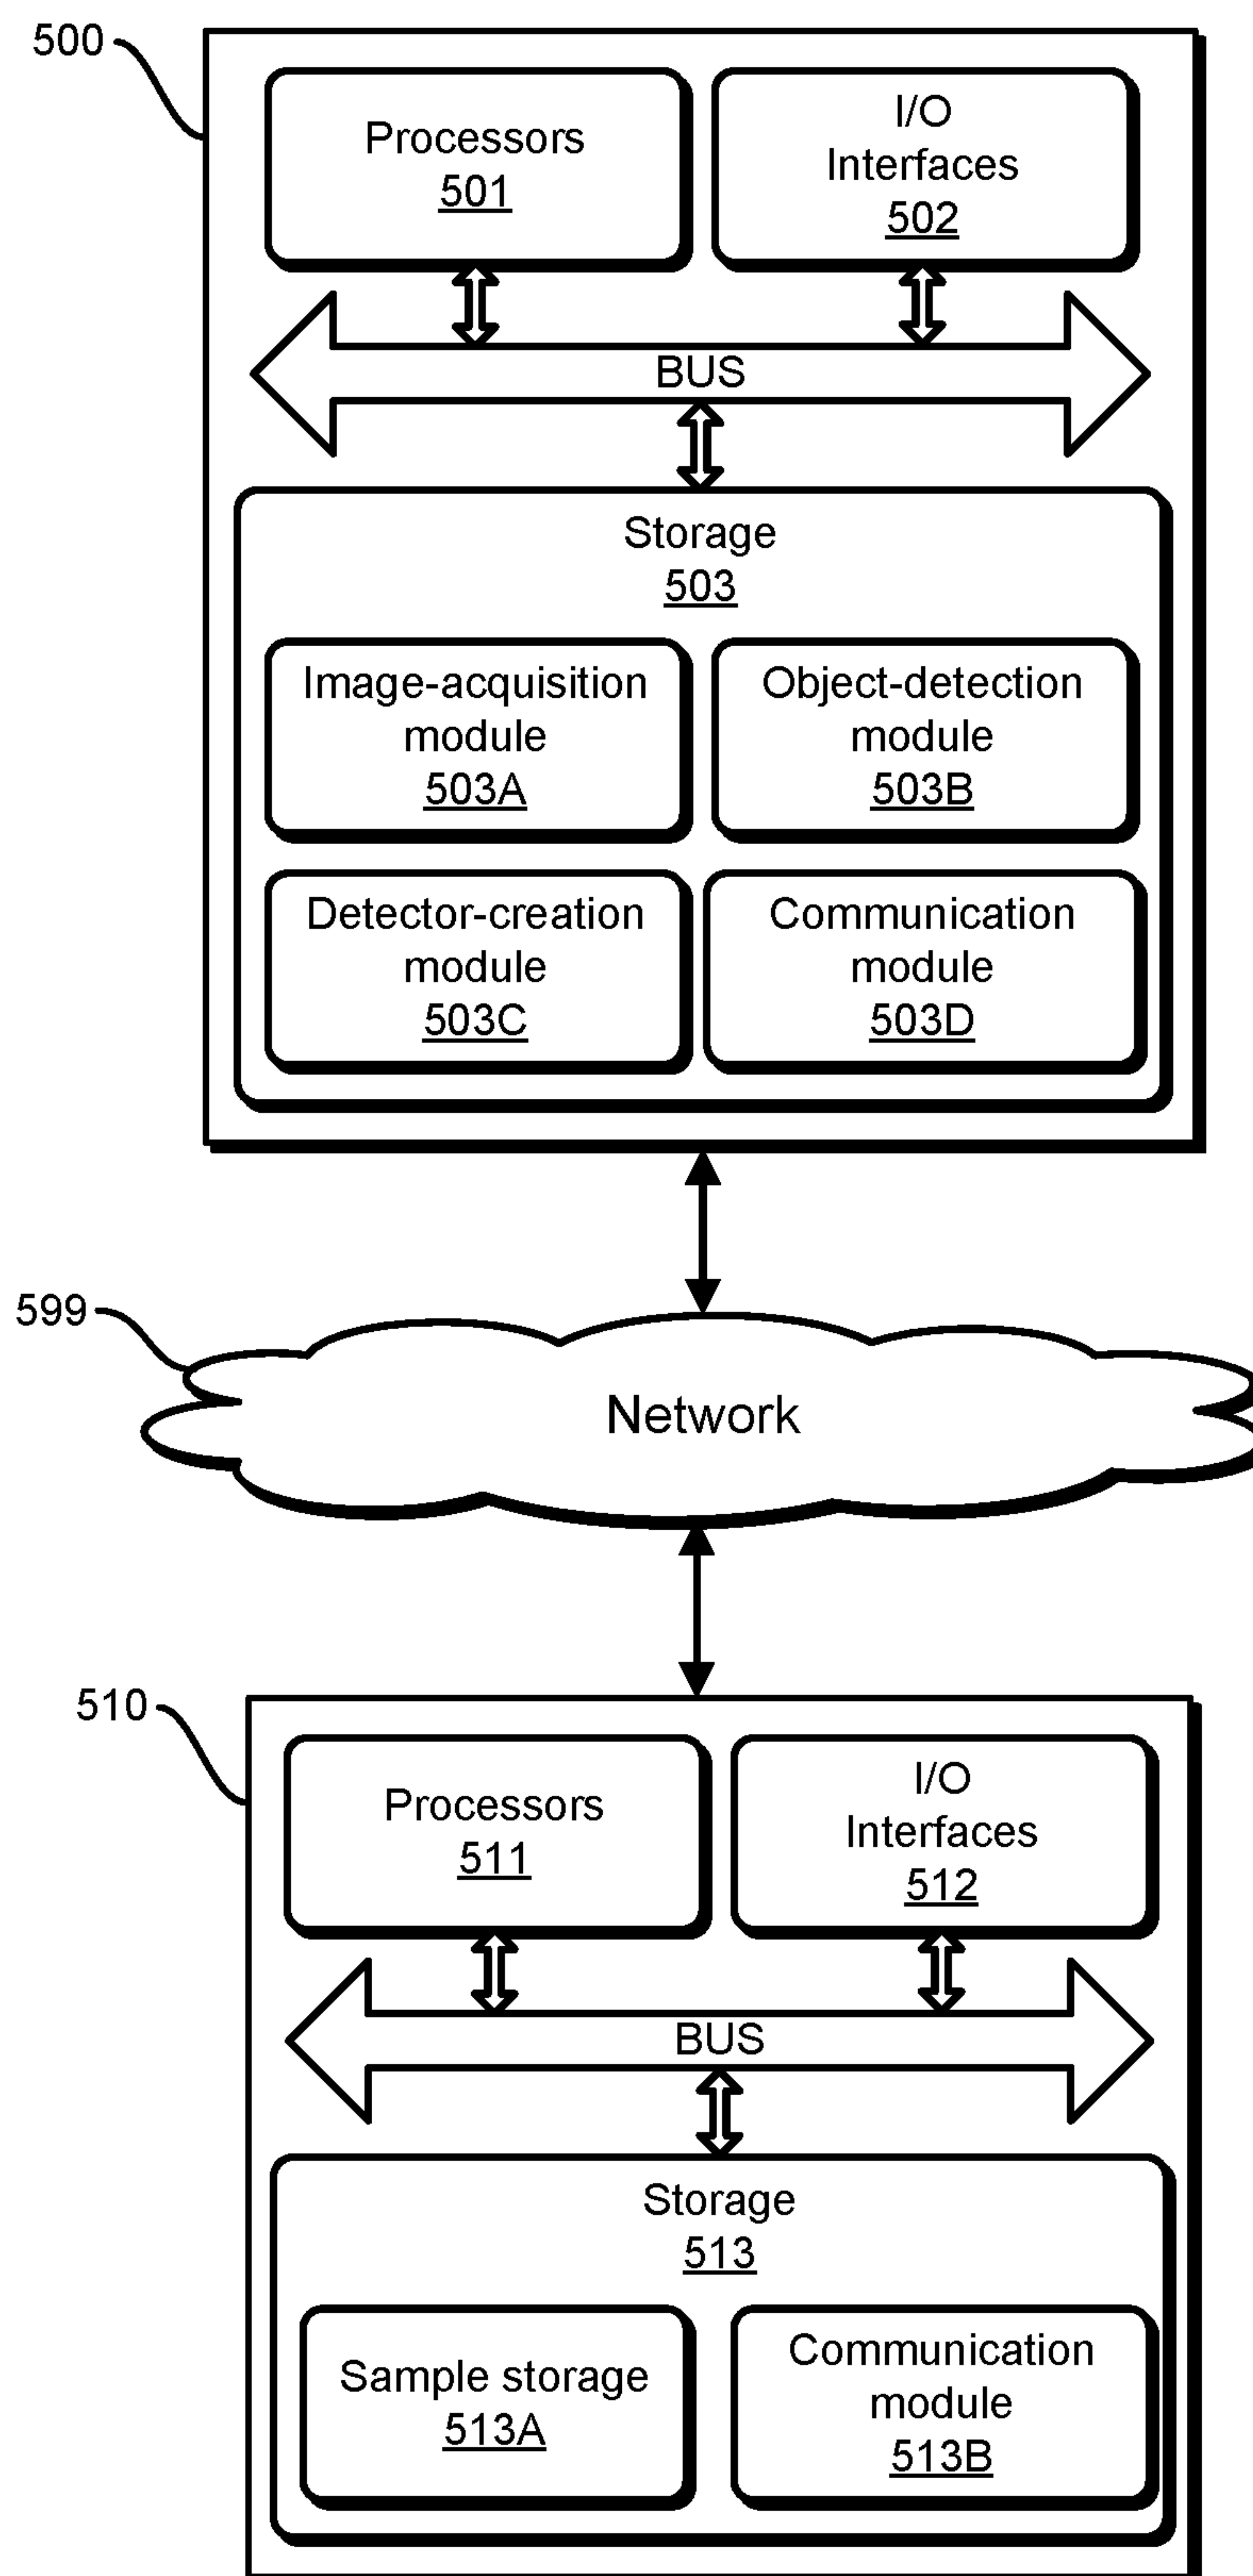 500
Processors
501
I/O
Interfaces
502
BUS
Storage
503
Image-acquisition
module
503A
Object-detection
module
503B
Detector-creation
module
503C
Communication
module
503D
599
Network
510
Processors
511
I/O
Interfaces
512
BUS
Storage
513
Sample storage
513A
Communication
module
513B